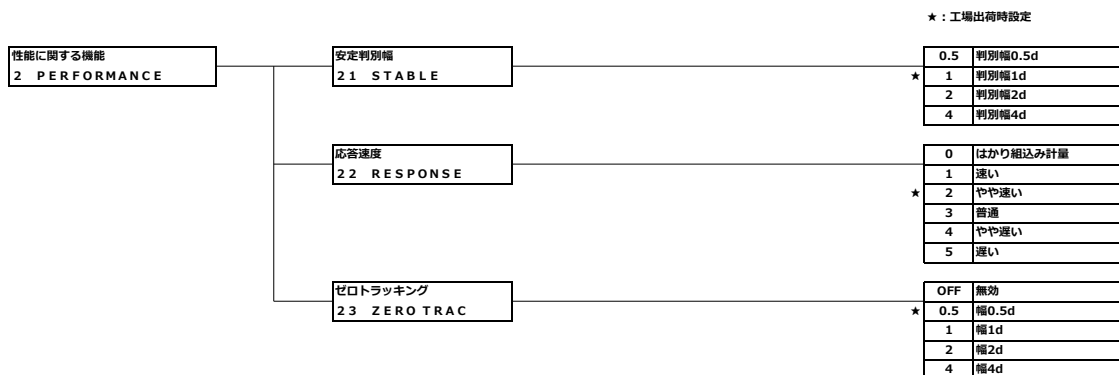 ★：工場出荷時設定
性能に関する機能
2 PERFORMANCE
安定判別幅
21 STABLE
0.5 判別幅0.5d
★ 1 判別幅1d
2 判別幅2d
4 判別幅4d
応答速度
22 RESPONSE
0 はかり組込み計量
1 速い
★ 2 やや速い
3 普通
4 やや遅い
5 遅い
ゼロトラッキング
23 ZERO TRAC
OFF 無効
★ 0.5 幅0.5d
1 幅1d
2 幅2d
4 幅4d